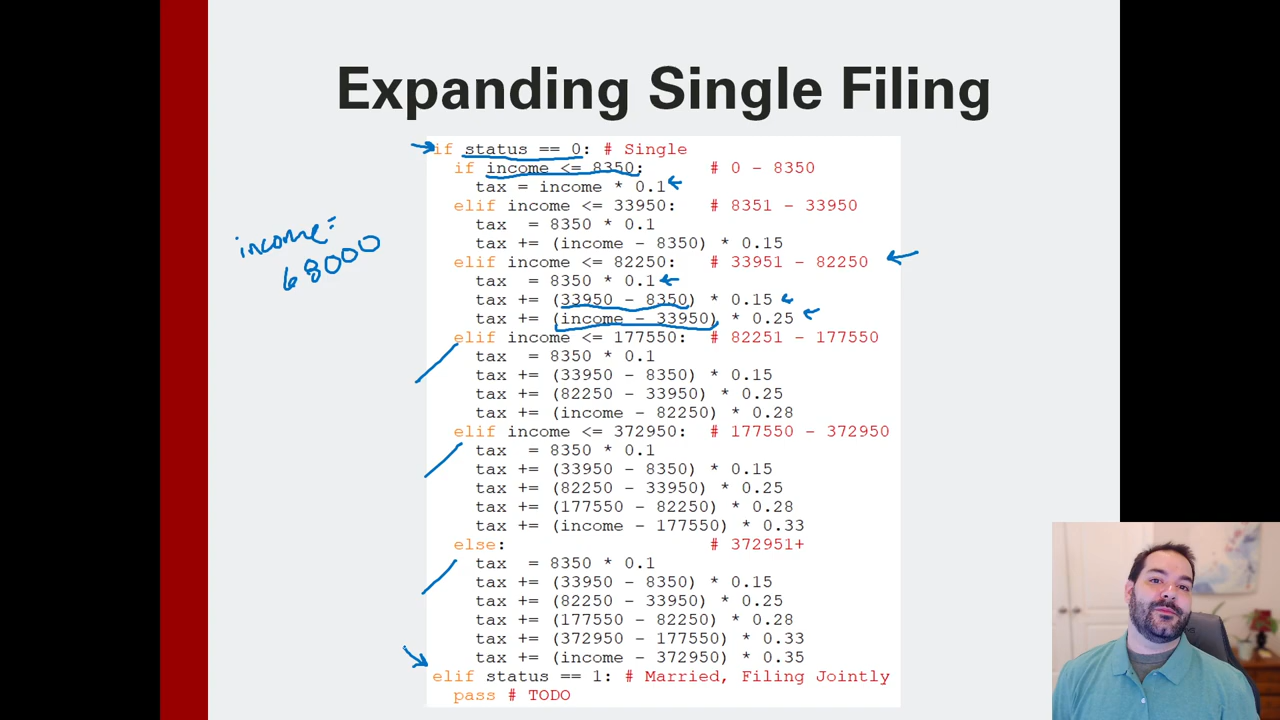 Expanding Single Filing
if status == 0: # Single
if income <= 8350: # 0 - 8350
tax = income * 0.1
elif income <= 33950: # 8351 - 33950
tax = 8350 * 0.1
tax += (income - 8350) * 0.15
elif income <= 82250: # 33951 - 82250
tax = 8350 * 0.1
tax += (33950 - 8350) * 0.15
tax += (income - 33950) * 0.25
elif income <= 177550: # 82251 - 177550
tax = 8350 * 0.1
tax += (33950 - 8350) * 0.15
tax += (82250 - 33950) * 0.25
tax += (income - 82250) * 0.28
elif income <= 372950: # 177550 - 372950
tax = 8350 * 0.1
tax += (33950 - 8350) * 0.15
tax += (82250 - 33950) * 0.25
tax += (177550 - 82250) * 0.28
tax += (income - 177550) * 0.33
else: # 372951+
tax = 8350 * 0.1
tax += (33950 - 8350) * 0.15
tax += (82250 - 33950) * 0.25
tax += (177550 - 82250) * 0.28
tax += (372950 - 177550) * 0.33
tax += (income - 372950) * 0.35
elif status == 1: # Married, Filing Jointly
pass # TODO
income=
68000